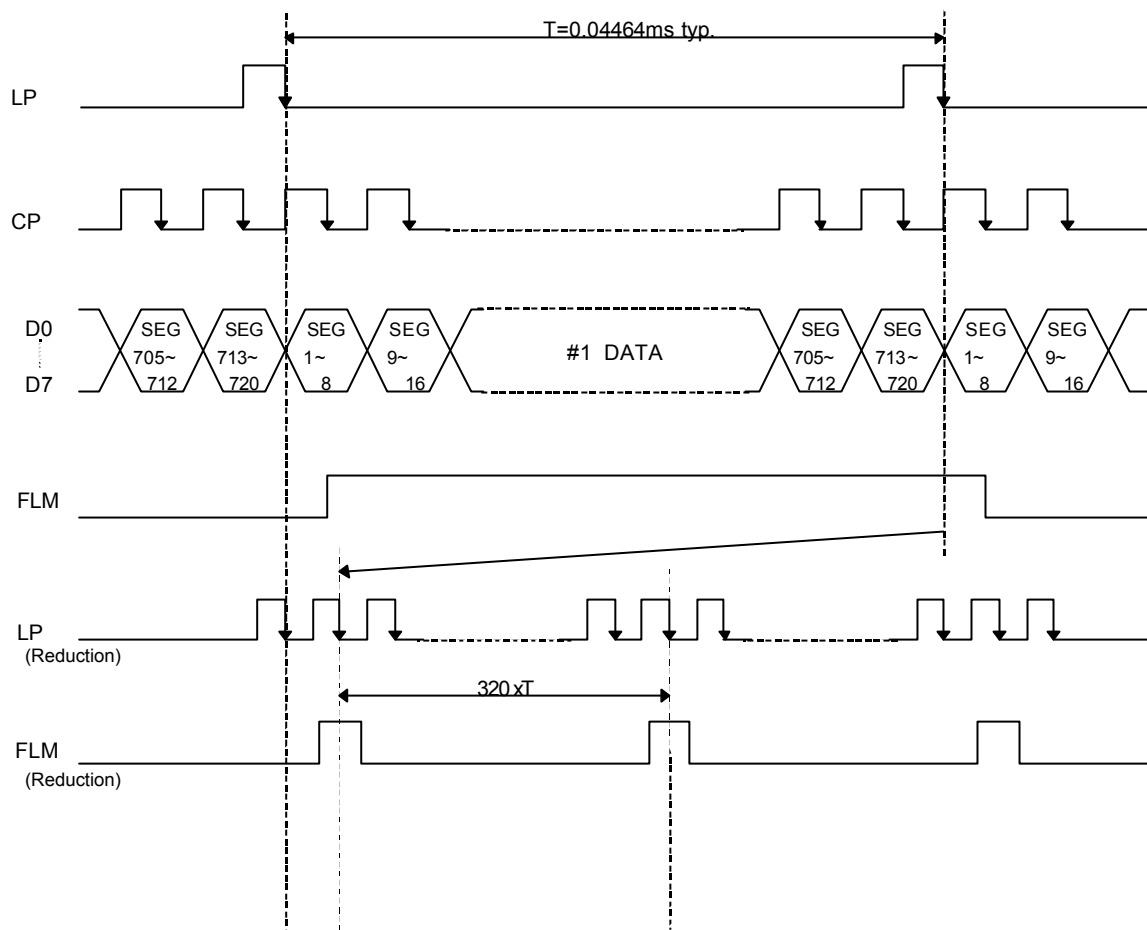 T=0.04464ms typ.
LP
CP
D0
D7
SEG 705~ 712
SEG 713~ 720
SEG 1~ 8
SEG 9~ 16
#1 DATA
SEG 705~ 712
SEG 713~ 720
SEG 1~ 8
SEG 9~ 16
FLM
LP
(Reduction)
320xT
FLM
(Reduction)